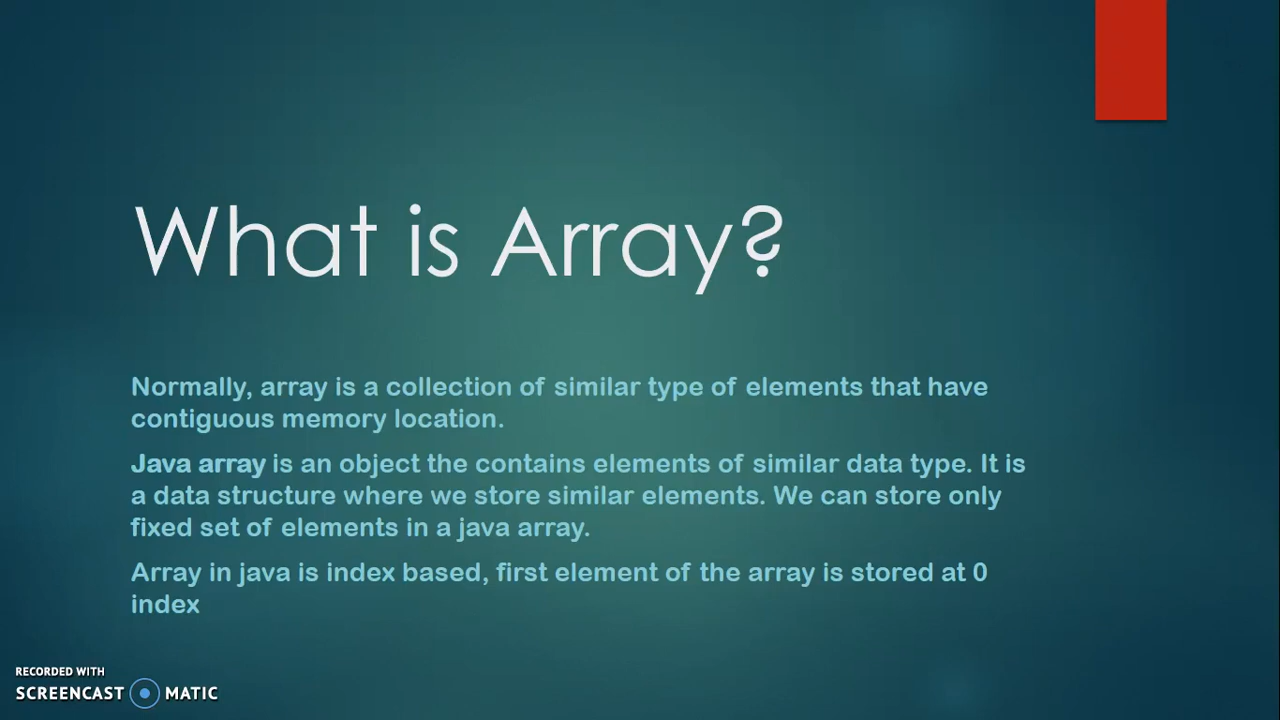 What is Array?
Normally, array is a collection of similar type of elements that have
contiguous memory location.
Java array is an object the contains elements of similar data type. It is
a data structure where we store similar elements. We can store only
fixed set of elements in a java array.
Array in java is index based, first element of the array is stored at 0
index
RECORDED WITH
SCREENCAST MATIC